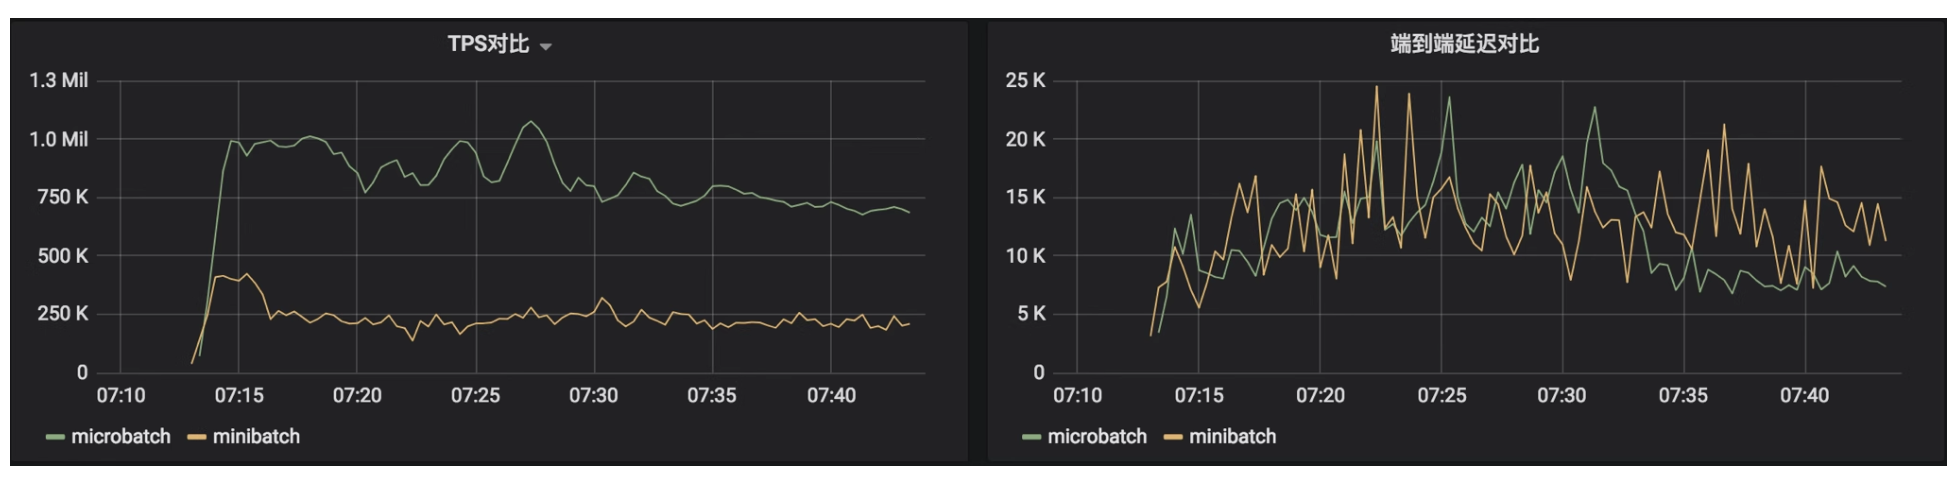 TPS对比
1.3 Mil
1.0 Mil
750 K
500 K
250 K
0
07:10 07:15 07:20 07:25 07:30 07:35 07:40
microbatch minibatch
端到端延迟对比
25 K
20 K
15 K
10 K
5 K
0
07:10 07:15 07:20 07:25 07:30 07:35 07:40
microbatch minibatch